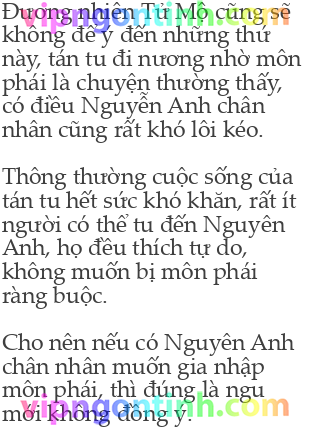 vipngontinh.com
Đương nhiên Tử Mộ cũng sẽ
không để ý đến những thứ
này, tán tu đi nương nhờ môn
phái là chuyện thường thấy,
có điều Nguyễn Anh chân
nhân cũng rất khó lôi kéo.
Thông thường cuộc sống của
tán tu hết sức khó khăn, rất ít
người có thể tu đến Nguyên
Anh, họ đều thích tự do,
không muốn bị môn phái
ràng buộc.
Cho nên nếu có Nguyên Anh
chân nhân muốn gia nhập
môn phái, thì đúng là ngu
mới không đồng ý.
vipngontinh.com